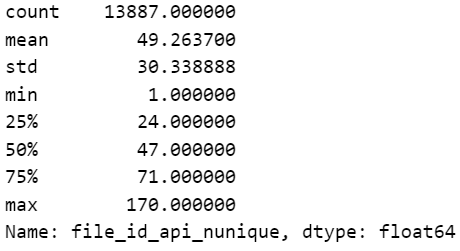 count    13887.000000
mean        49.263700
std         30.338888
min          1.000000
25%         24.000000
50%         47.000000
75%         71.000000
max        170.000000
Name: file_id_api_nunique, dtype: float64